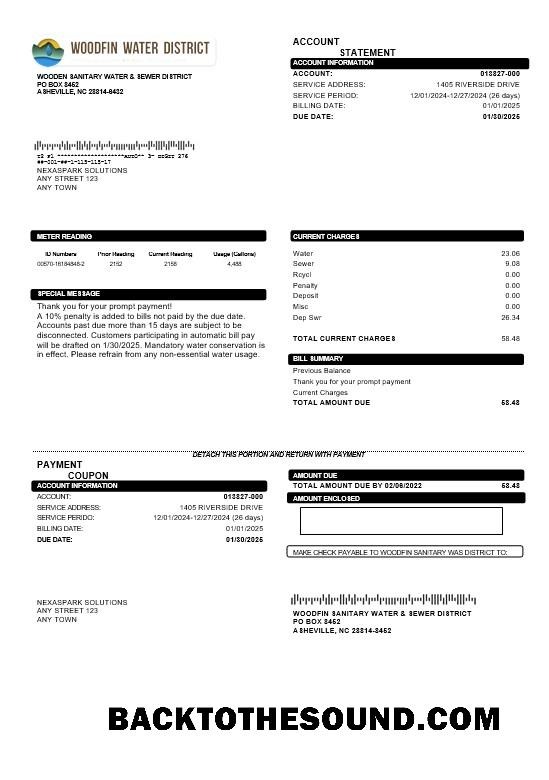 WOODFIN WATER DISTRICT
WOODEN SANITARY WATER & SEWER DISTRICT
PO BOX 8452
ASHEVILLE, NC 28814-8432
ACCOUNT
STATEMENT
ACCOUNT INFORMATION
ACCOUNT: 013827-000
SERVICE ADDRESS: 1405 RIVERSIDE DRIVE
SERVICE PERIOD: 12/01/2024-12/27/2024 (26 days)
BILLING DATE: 01/01/2025
DUE DATE: 01/30/2025
NEXASPARK SOLUTIONS
ANY STREET 123
ANY TOWN
METER READING
ID Numbers Prior Reading Current Reading Usage (Gallons)
00570-16184848-2 2152 2158 4,488
SPECIAL MESSAGE
Thank you for your prompt payment!
A 10% penalty is added to bills not paid by the due date.
Accounts past due more than 15 days are subject to
disconnected. Customers participating in automatic bill pay
will be drafted on 1/30/2025. Mandatory water conservation is
in effect. Please refrain from any non-essential water usage.
CURRENT CHARGES
Water 23.06
Sewer 9.08
Rcycl 0.00
Penalty 0.00
Deposit 0.00
Misc 0.00
Dep Swr 26.34
TOTAL CURRENT CHARGES 58.48
BILL SUMMARY
Previous Balance
Thank you for your prompt payment
Current Charges
TOTAL AMOUNT DUE 58.48
DETACH THIS PORTION AND RETURN WITH PAYMENT
PAYMENT
COUPON
ACCOUNT INFORMATION
ACCOUNT: 013827-000
SERVICE ADDRESS: 1405 RIVERSIDE DRIVE
SERVICE PERIDO: 12/01/2024-12/27/2024 (26 days)
BILLING DATE: 01/01/2025
DUE DATE: 01/30/2025
AMOUNT DUE
TOTAL AMOUNT DUE BY 02/06/2022 58.48
AMOUNT ENCLOSED
MAKE CHECK PAYABLE TO WOODFIN SANITARY WAS DISTRICT TO:
NEXASPARK SOLUTIONS
ANY STREET 123
ANY TOWN
WOODFIN SANITARY WATER & SEWER DISTRICT
PO BOX 8452
ASHEVILLE, NC 28814-8452
BACKTOTHESOUND.COM